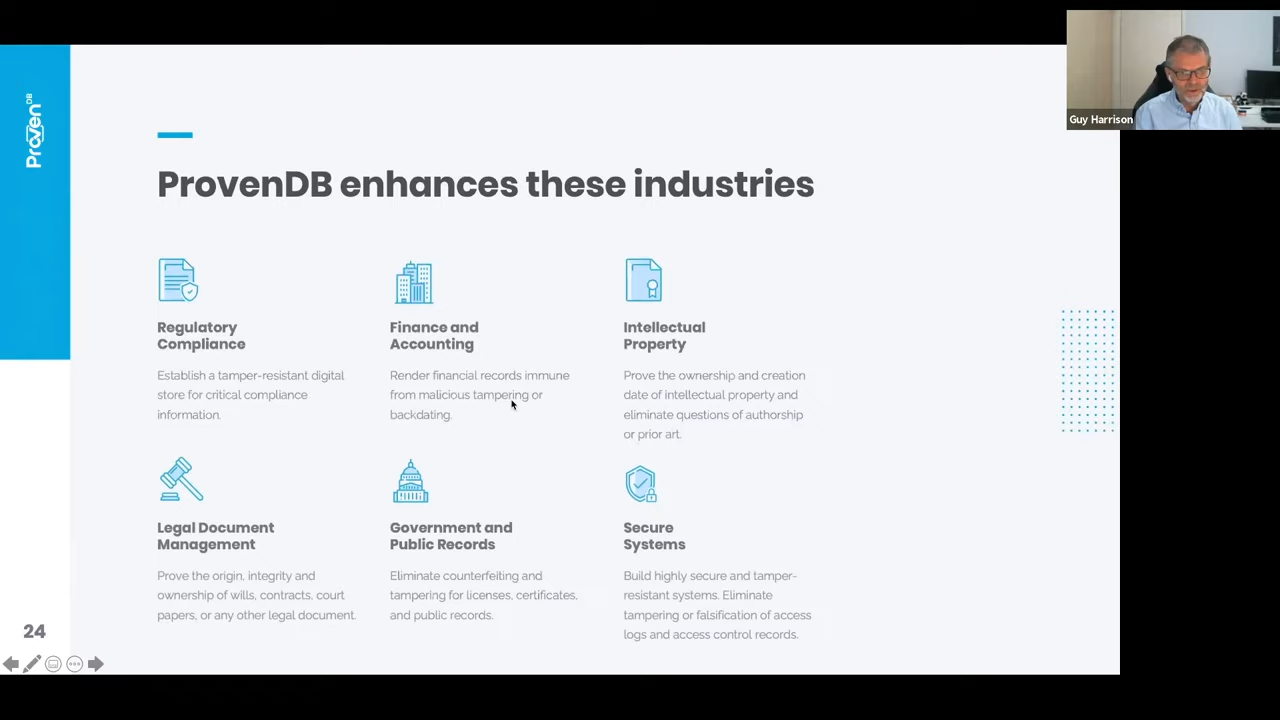 ProvenDB
Guy Harrison
ProvenDB enhances these industries
Regulatory
Compliance
Establish a tamper-resistant digital
store for critical compliance
information.
Finance and
Accounting
Render financial records immune
from malicious tampering or
backdating.
Intellectual
Property
Prove the ownership and creation
date of intellectual property and
eliminate questions of authorship
or prior art.
Legal Document
Management
Prove the origin, integrity and
ownership of wills, contracts, court
papers, or any other legal document.
Government and
Public Records
Eliminate counterfeiting and
tampering for licenses, certificates,
and public records.
Secure
Systems
Build highly secure and tamper-
resistant systems. Eliminate
tampering or falsification of access
logs and access control records.
24